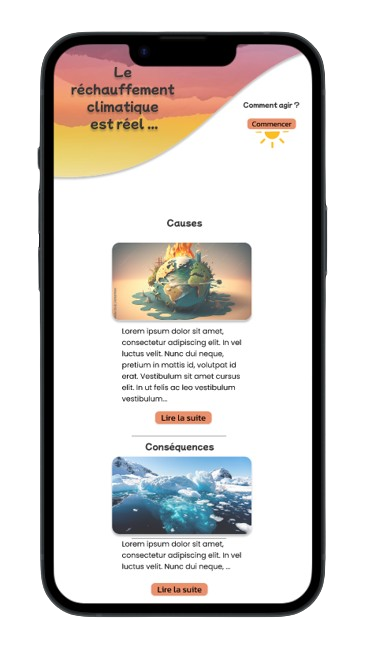 Le
réchauffement
climatique
est réel ...
Comment agir ?
Commencer
Causes
Lorem ipsum dolor sit amet,
consectetur adipiscing elit. In vel
luctus velit. Nunc dui neque,
pretium in mattis id, volutpat id
erat. Vestibulum sit amet cursus
elit. In ut felis ac leo vestibulum
vestibulum...
Lire la suite
Conséquences
Lorem ipsum dolor sit amet,
consectetur adipiscing elit. In vel
luctus velit. Nunc dui neque, ...
Lire la suite